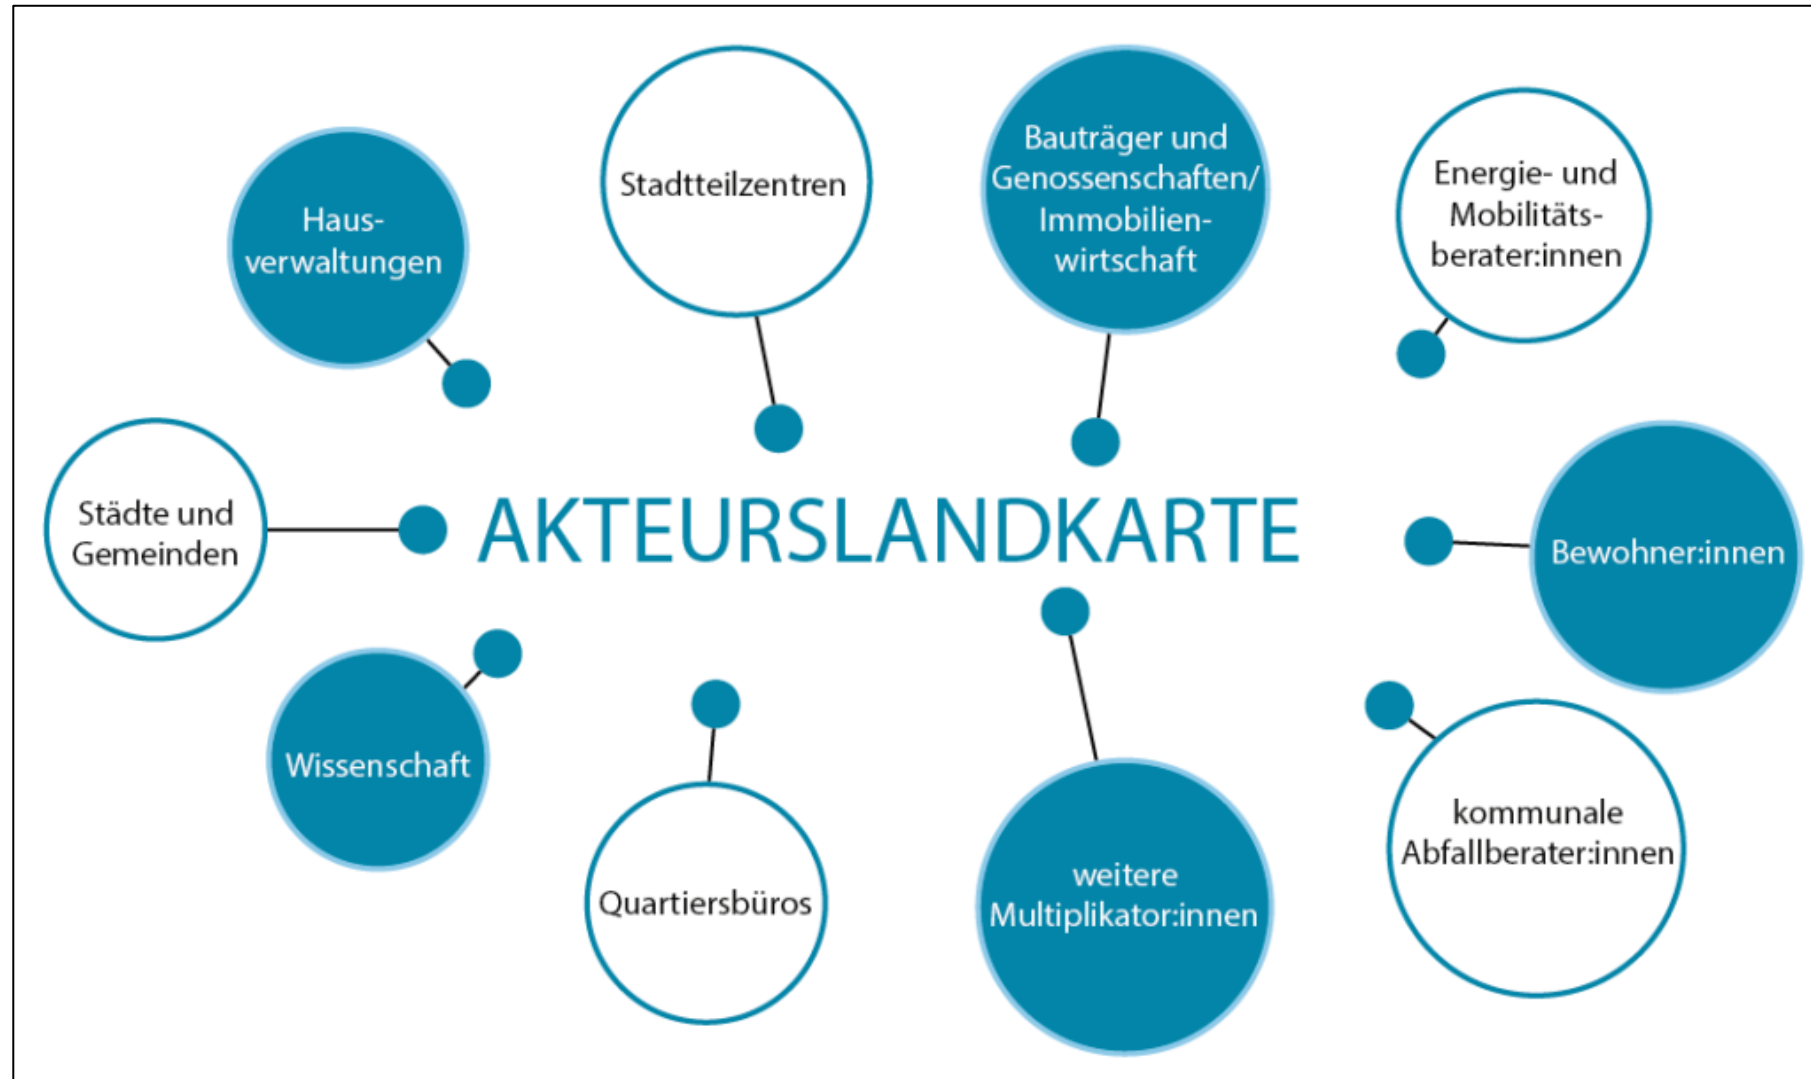 Haus-
verwaltungen
Stadtteilzentren
Bauträger und
Genossenschaften/
Immobilien-
wirtschaft
Energie- und
Mobilitäts-
berater:innen
Städte und
Gemeinden
AKTEURSLANDKARTE
Bewohner:innen
Wissenschaft
Quartiersbüros
weitere
Multiplikator:innen
kommunale
Abfallberater:innen